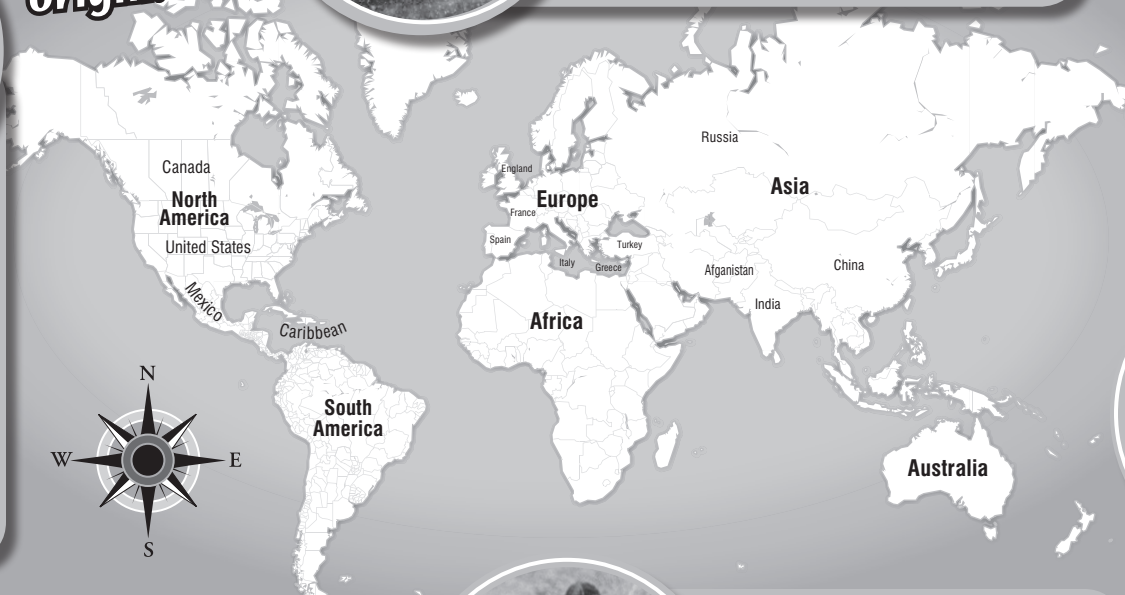 Canada
North
America
United States
Mexico
Caribbean
South
America
England
Europe
France
Spain
Italy
Greece
Turkey
Africa
Russia
Asia
Afganistan
China
India
Australia
N
W
E
S